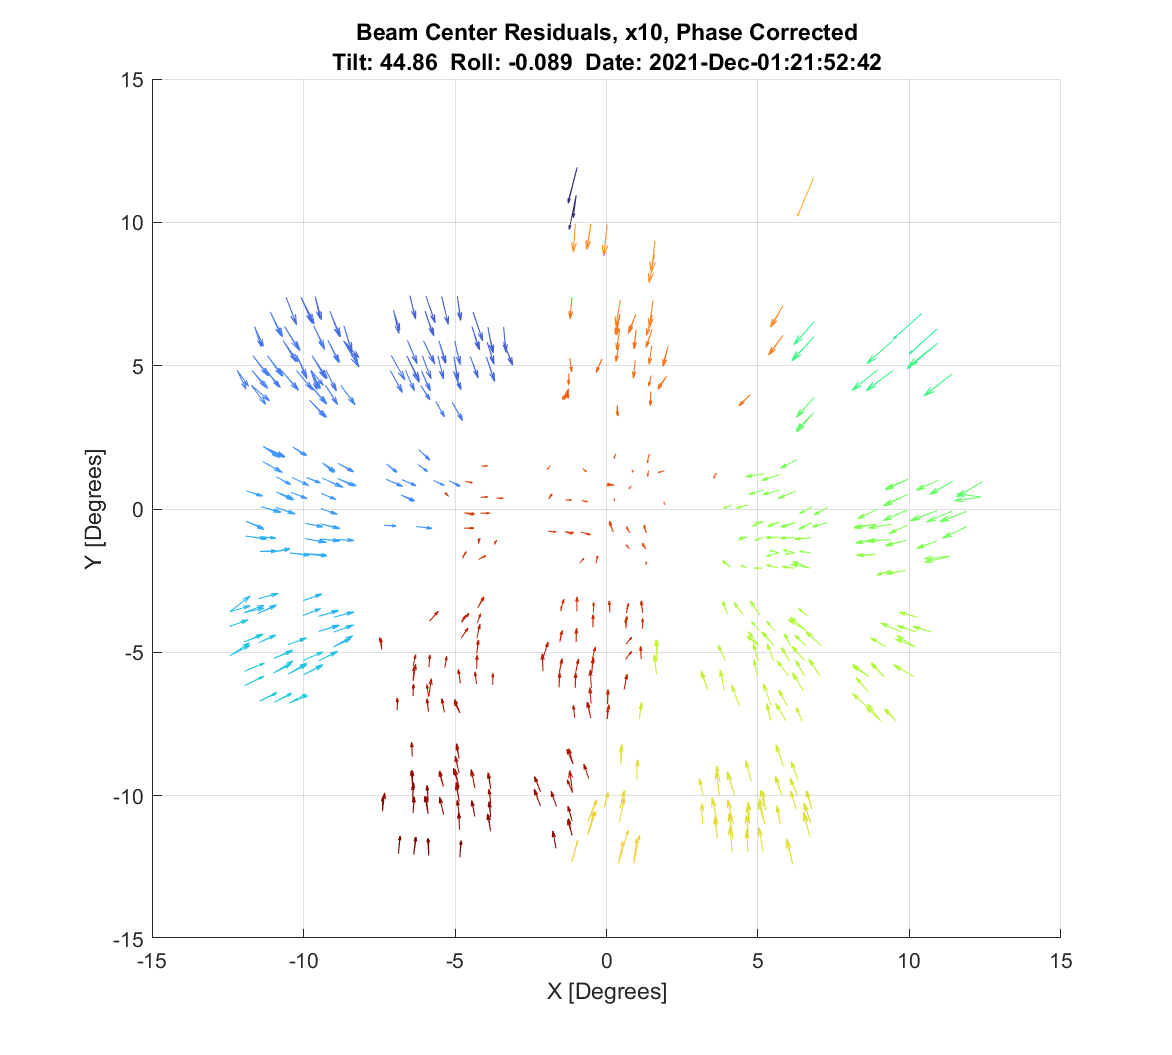 Beam Center Residuals, x10, Phase Corrected
Tilt: 44.86 Roll: -0.089 Date: 2021-Dec-01:21:52:42
15
10
5
0
-5
-10
-15
Y [Degrees]
-15 -10 -5 0 5 10 15
X [Degrees]